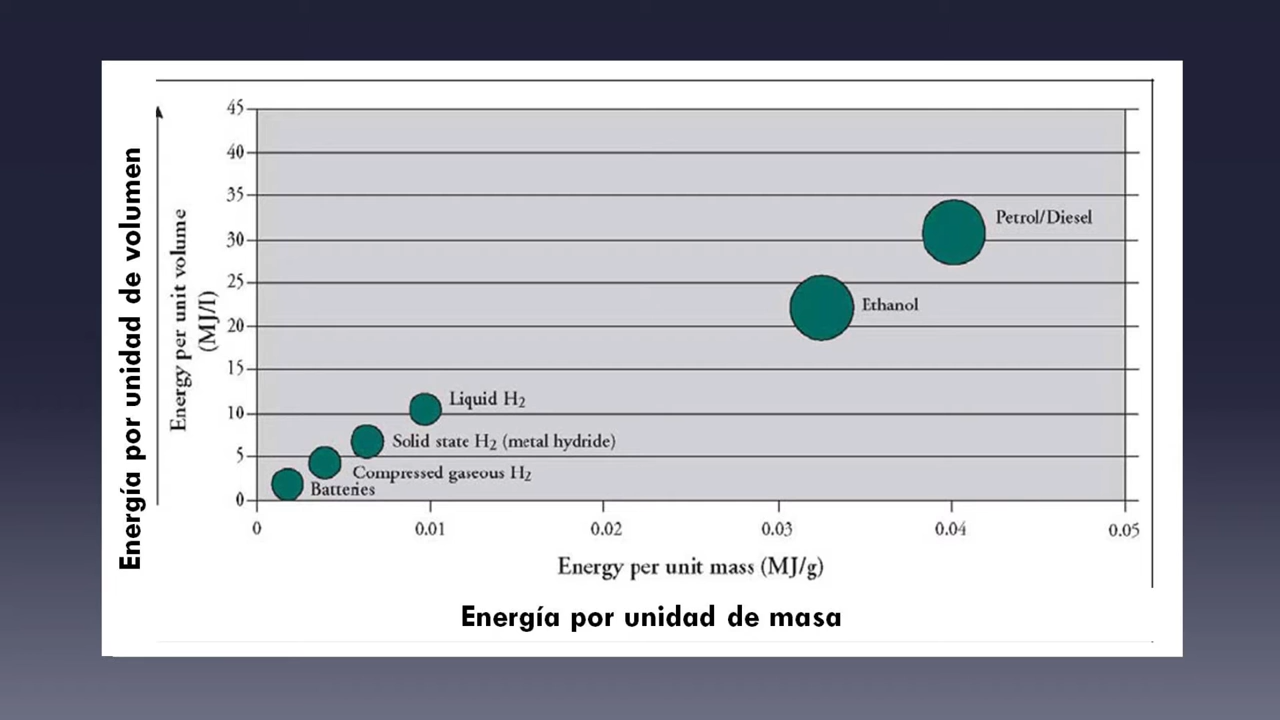 Energía por unidad de volumen
Energy per unit volume
(MJ/l)
45
40
35
30
25
20
15
10
5
0
Petrol/Diesel
Ethanol
Liquid H2
Solid state H2 (metal hydride)
Compressed gaseous H2
Batteries
0
0.01
0.02
0.03
0.04
0.05
Energy per unit mass (MJ/g)
Energía por unidad de masa